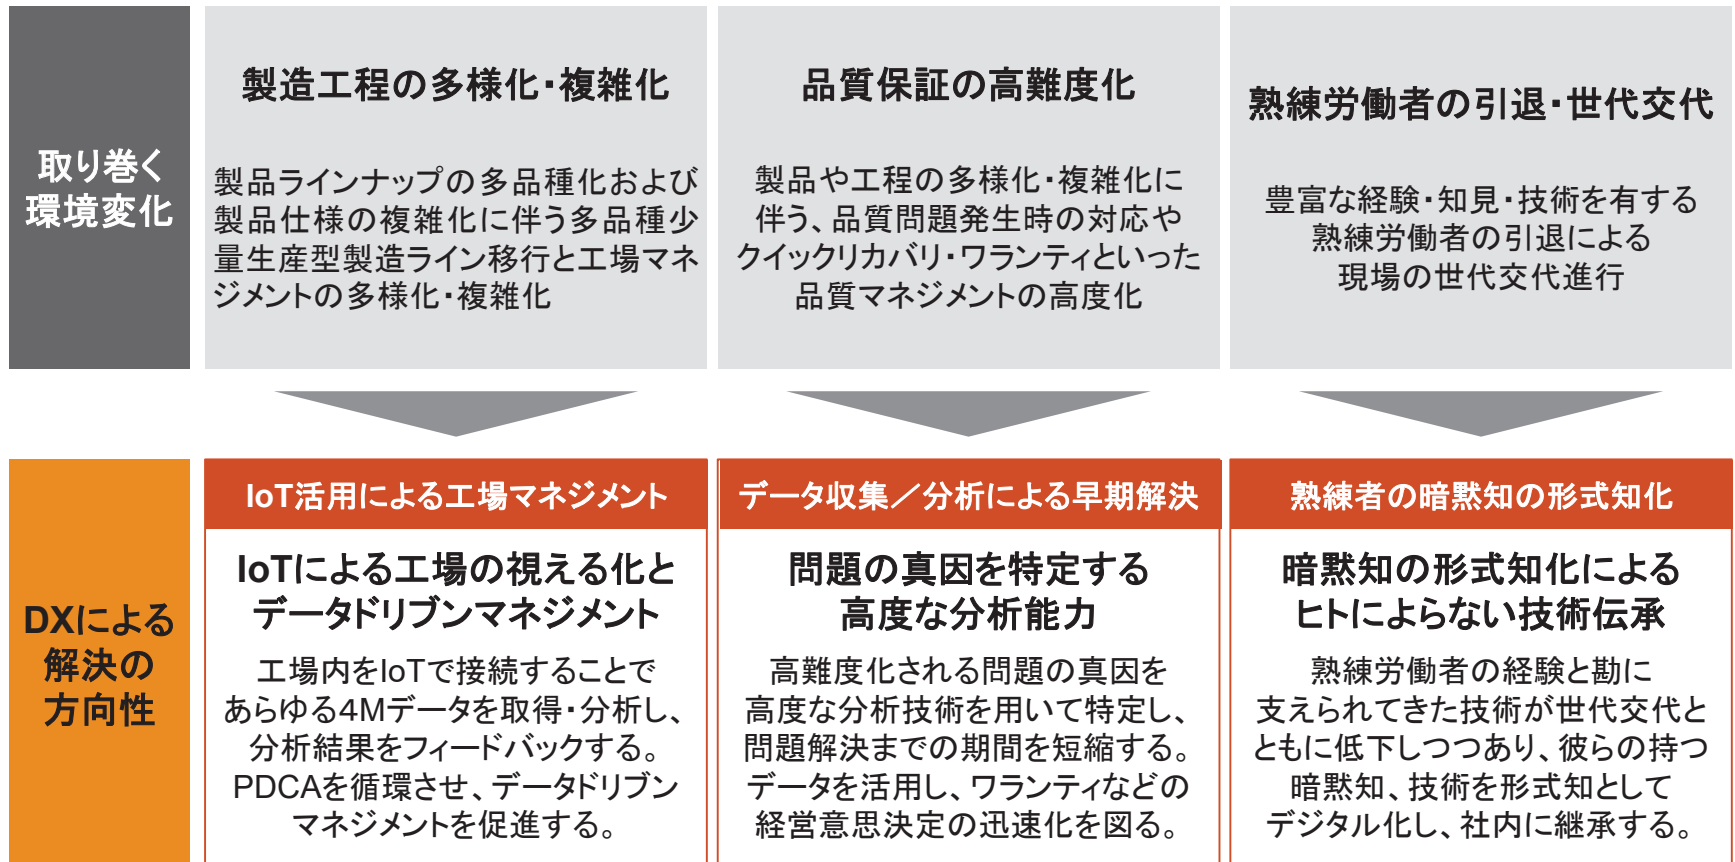 取り巻く
環境変化
製造工程の多様化・複雑化
製品ラインナップの多品種化および
製品仕様の複雑化に伴う多品種少
量生産型製造ライン移行と工場マネ
ジメントの多様化・複雑化
品質保証の高難度化
製品や工程の多様化・複雑化に
伴う、品質問題発生時の対応や
クイックリカバリ・ワランティといった
品質マネジメントの高度化
熟練労働者の引退・世代交代
豊富な経験・知見・技術を有する
熟練労働者の引退による
現場の世代交代進行
DXによる
解決の
方向性
IoT活用による工場マネジメント
IoTによる工場の視える化と
データドリブンマネジメント
工場内をIoTで接続することで
あらゆる4Mデータを取得・分析し、
分析結果をフィードバックする。
PDCAを循環させ、データドリブン
マネジメントを促進する。
データ収集／分析による早期解決
問題の真因を特定する
高度な分析能力
高難度化される問題の真因を
高度な分析技術を用いて特定し、
問題解決までの期間を短縮する。
データを活用し、ワランティなどの
経営意思決定の迅速化を図る。
熟練者の暗黙知の形式知化
暗黙知の形式知化による
ヒトによらない技術伝承
熟練労働者の経験と勘に
支えられてきた技術が世代交代と
ともに低下しつつあり、彼らの持つ
暗黙知、技術を形式知として
デジタル化し、社内に継承する。